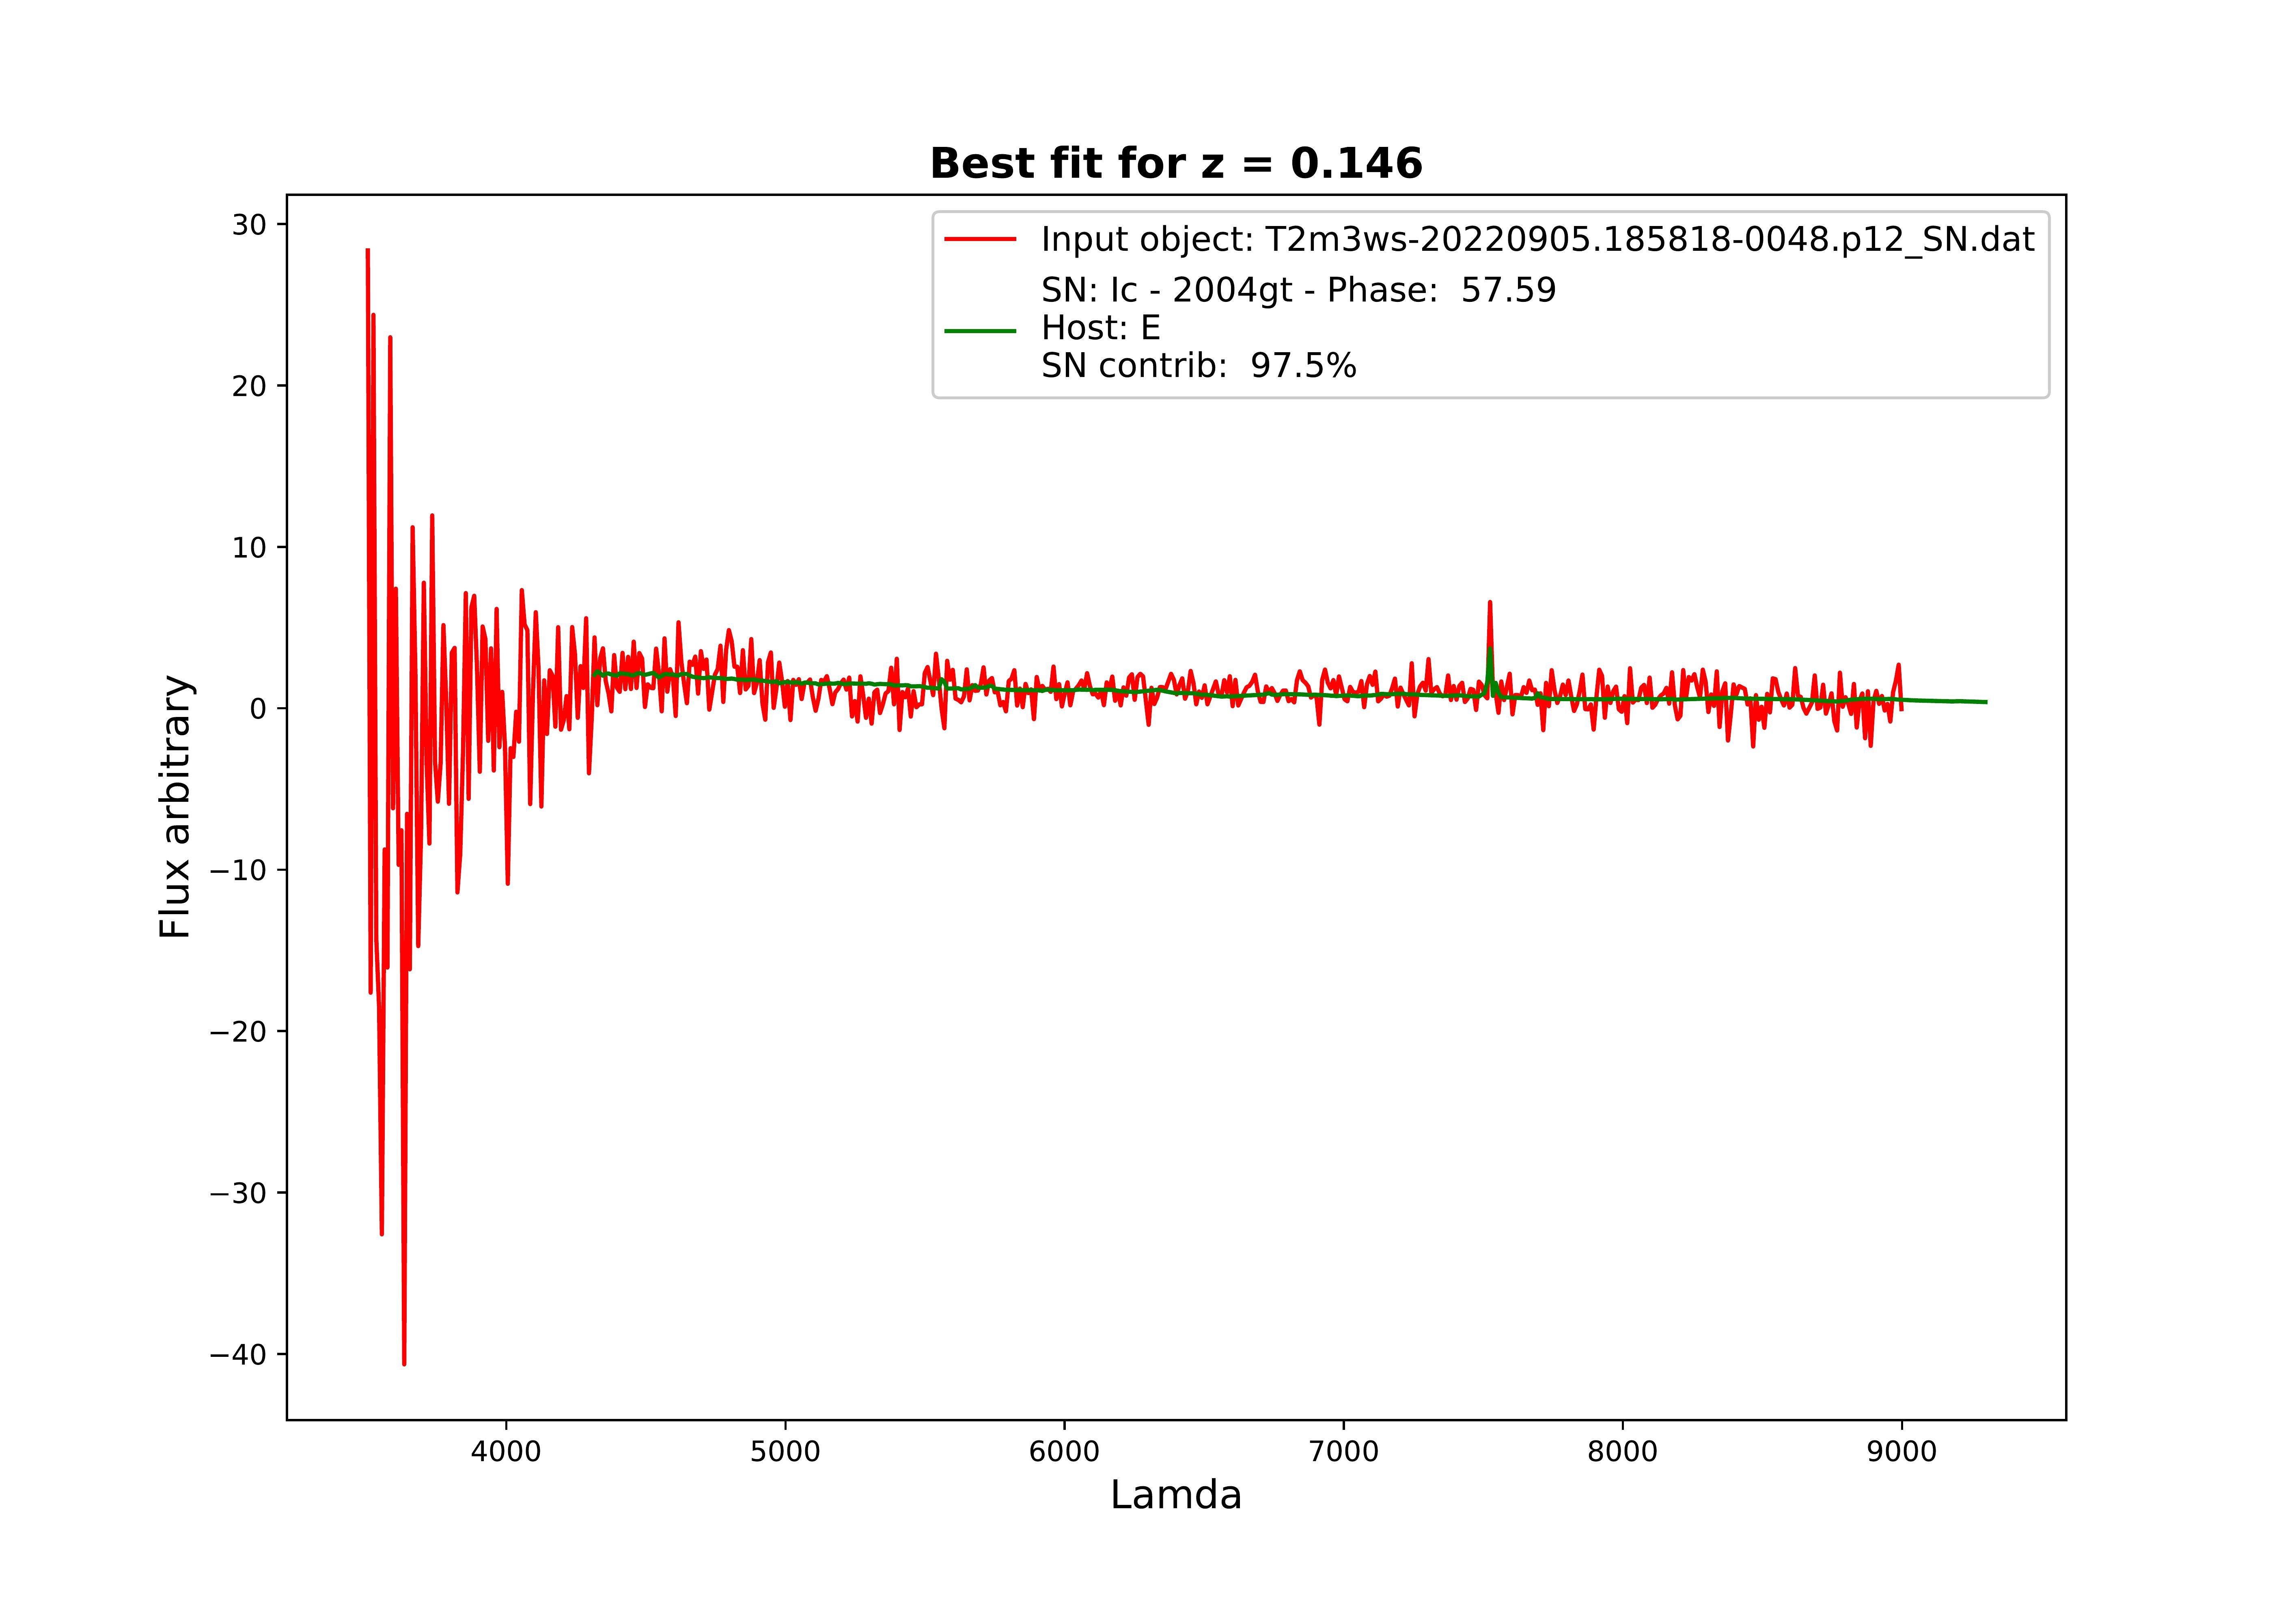 Best fit for z = 0.146
Input object: T2m3ws-20220905.185818-0048.p12_SN.dat
SN: Ic - 2004gt - Phase:  57.59
Host: E
SN contrib:  97.5%
Flux arbitrary
30
20
10
0
−10
−20
−30
−40
4000 5000 6000 7000 8000 9000
Lamda